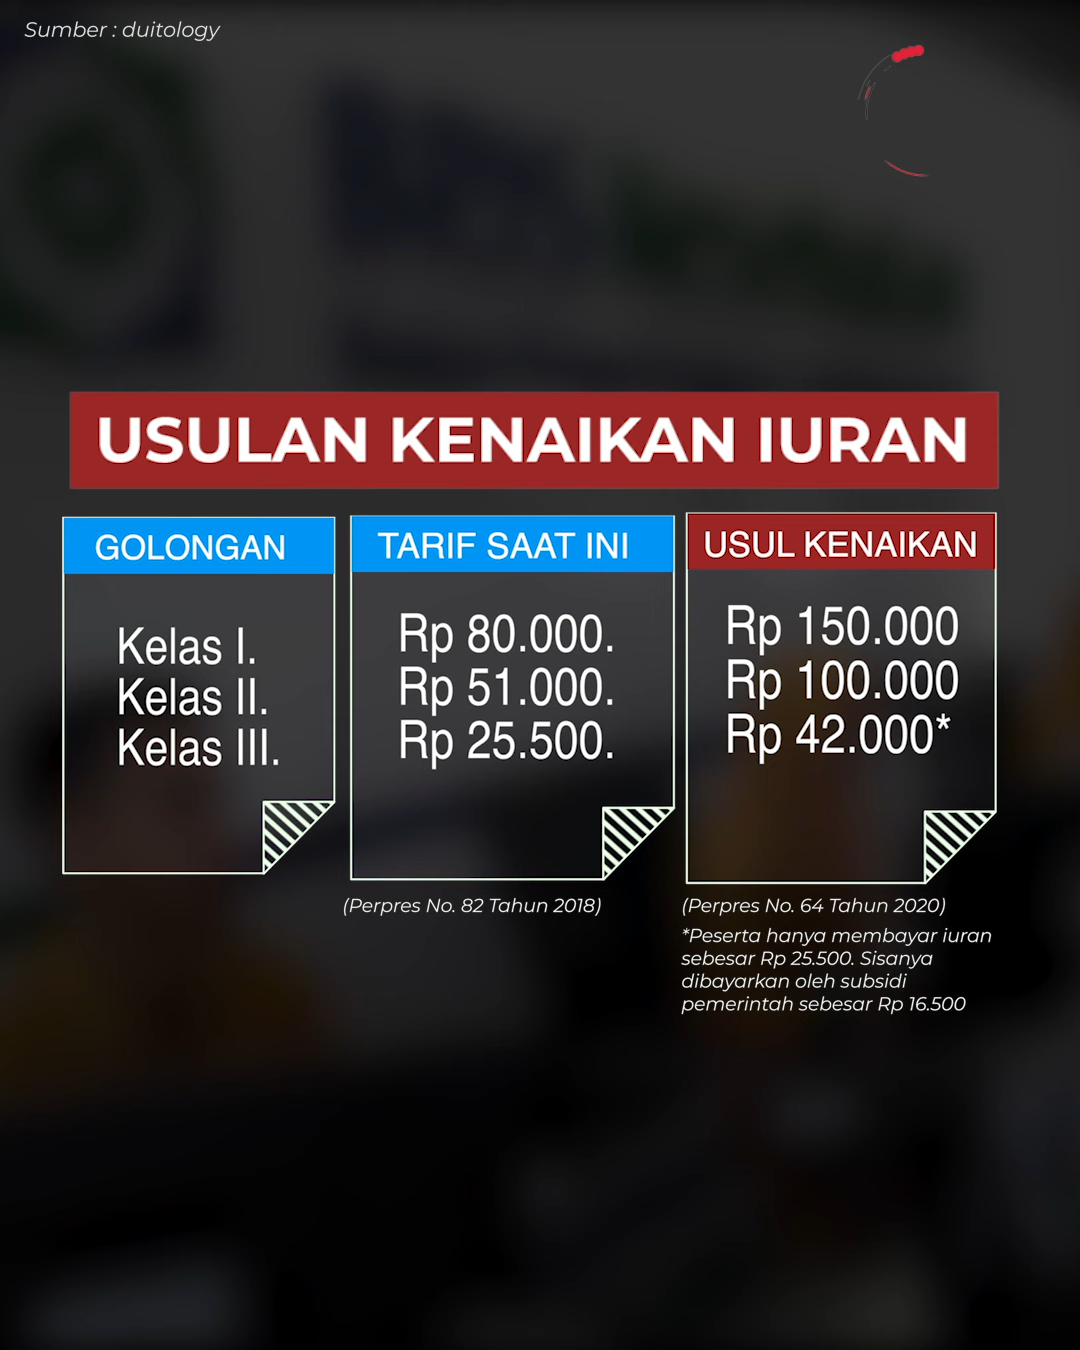 Sumber : duitology
USULAN KENAIKAN IURAN
GOLONGAN
Kelas I.
Kelas II.
Kelas III.
TARIF SAAT INI
Rp 80.000.
Rp 51.000.
Rp 25.500.
(Perpres No. 82 Tahun 2018)
USUL KENAIKAN
Rp 150.000
Rp 100.000
Rp 42.000*
(Perpres No. 64 Tahun 2020)
*Peserta hanya membayar iuran
sebesar Rp 25.500. Sisanya
dibayarkan oleh subsidi
pemerintah sebesar Rp 16.500